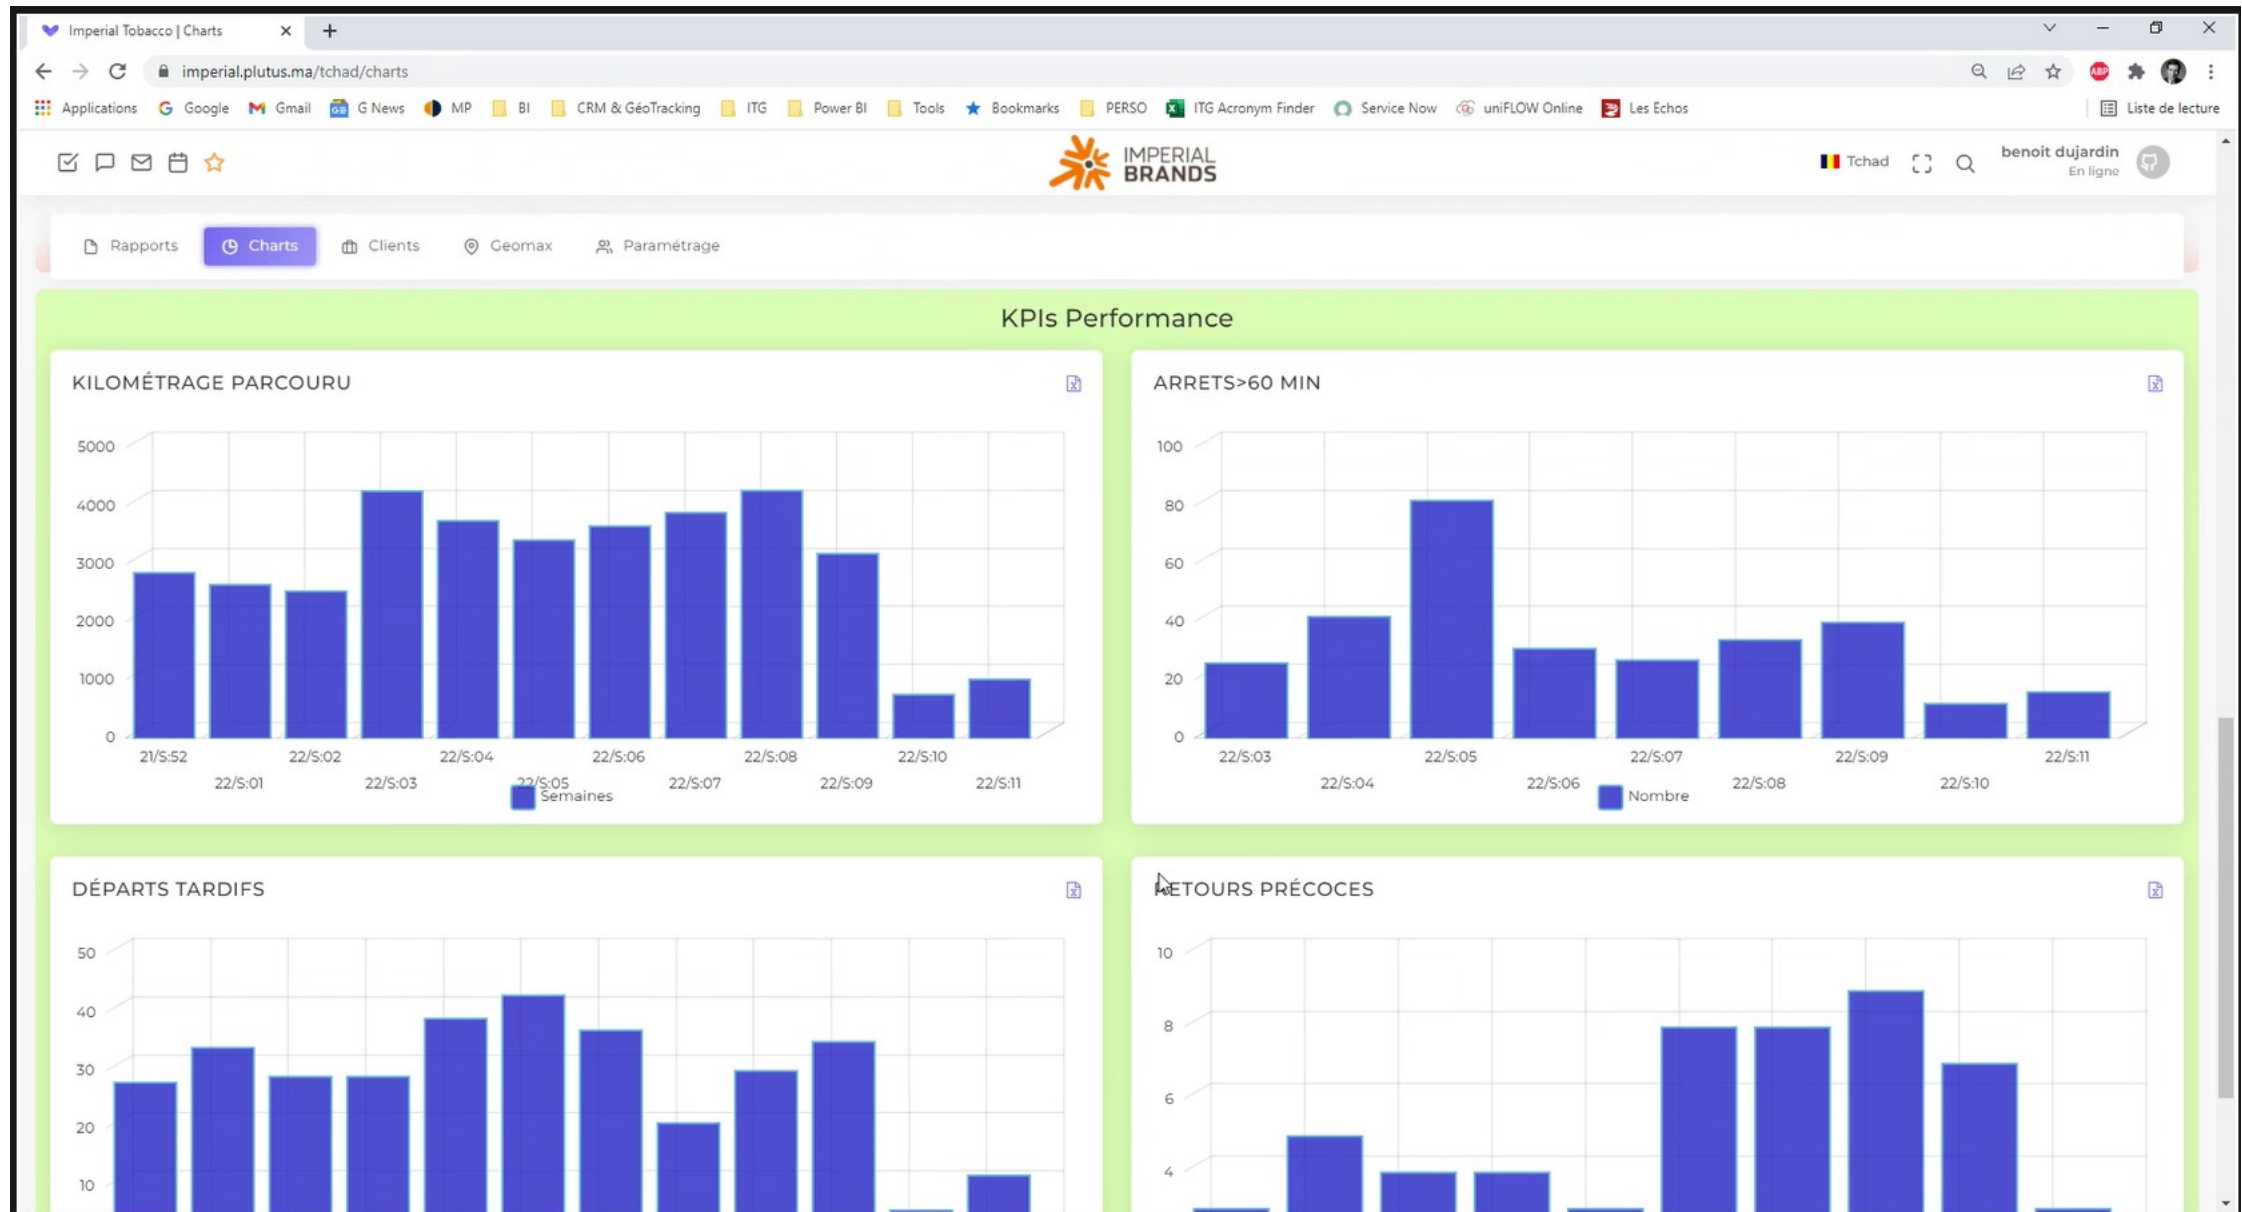 Imperial Tobacco | Charts
imperial.plutus.ma/tchad/charts
ABP
Applications Google Gmail G News MP BI CRM & GéoTracking ITG Power BI Tools Bookmarks PERSO ITG Acronym Finder Service Now uniFLOW Online Les Echos Liste de lecture
IMPERIAL
BRANDS
Tchad
benoit dujardin
En ligne
Rapports Charts Clients Geomax Paramétrage
KPIs Performance
KILOMÉTRAGE PARCOURU
5000
4000
3000
2000
1000
0
21/S:52 22/S:02 22/S:04 22/S:06 22/S:08 22/S:10
22/S:01 22/S:03 22/S:05 22/S:07 22/S:09 22/S:11
Semaines
ARRETS>60 MIN
100
80
60
40
20
0
22/S:03 22/S:05 22/S:07 22/S:09 22/S:11
22/S:04 22/S:06 22/S:08 22/S:10
Nombre
DÉPARTS TARDIFS
50
40
30
20
10
RETOURS PRÉCOCES
10
8
6
4